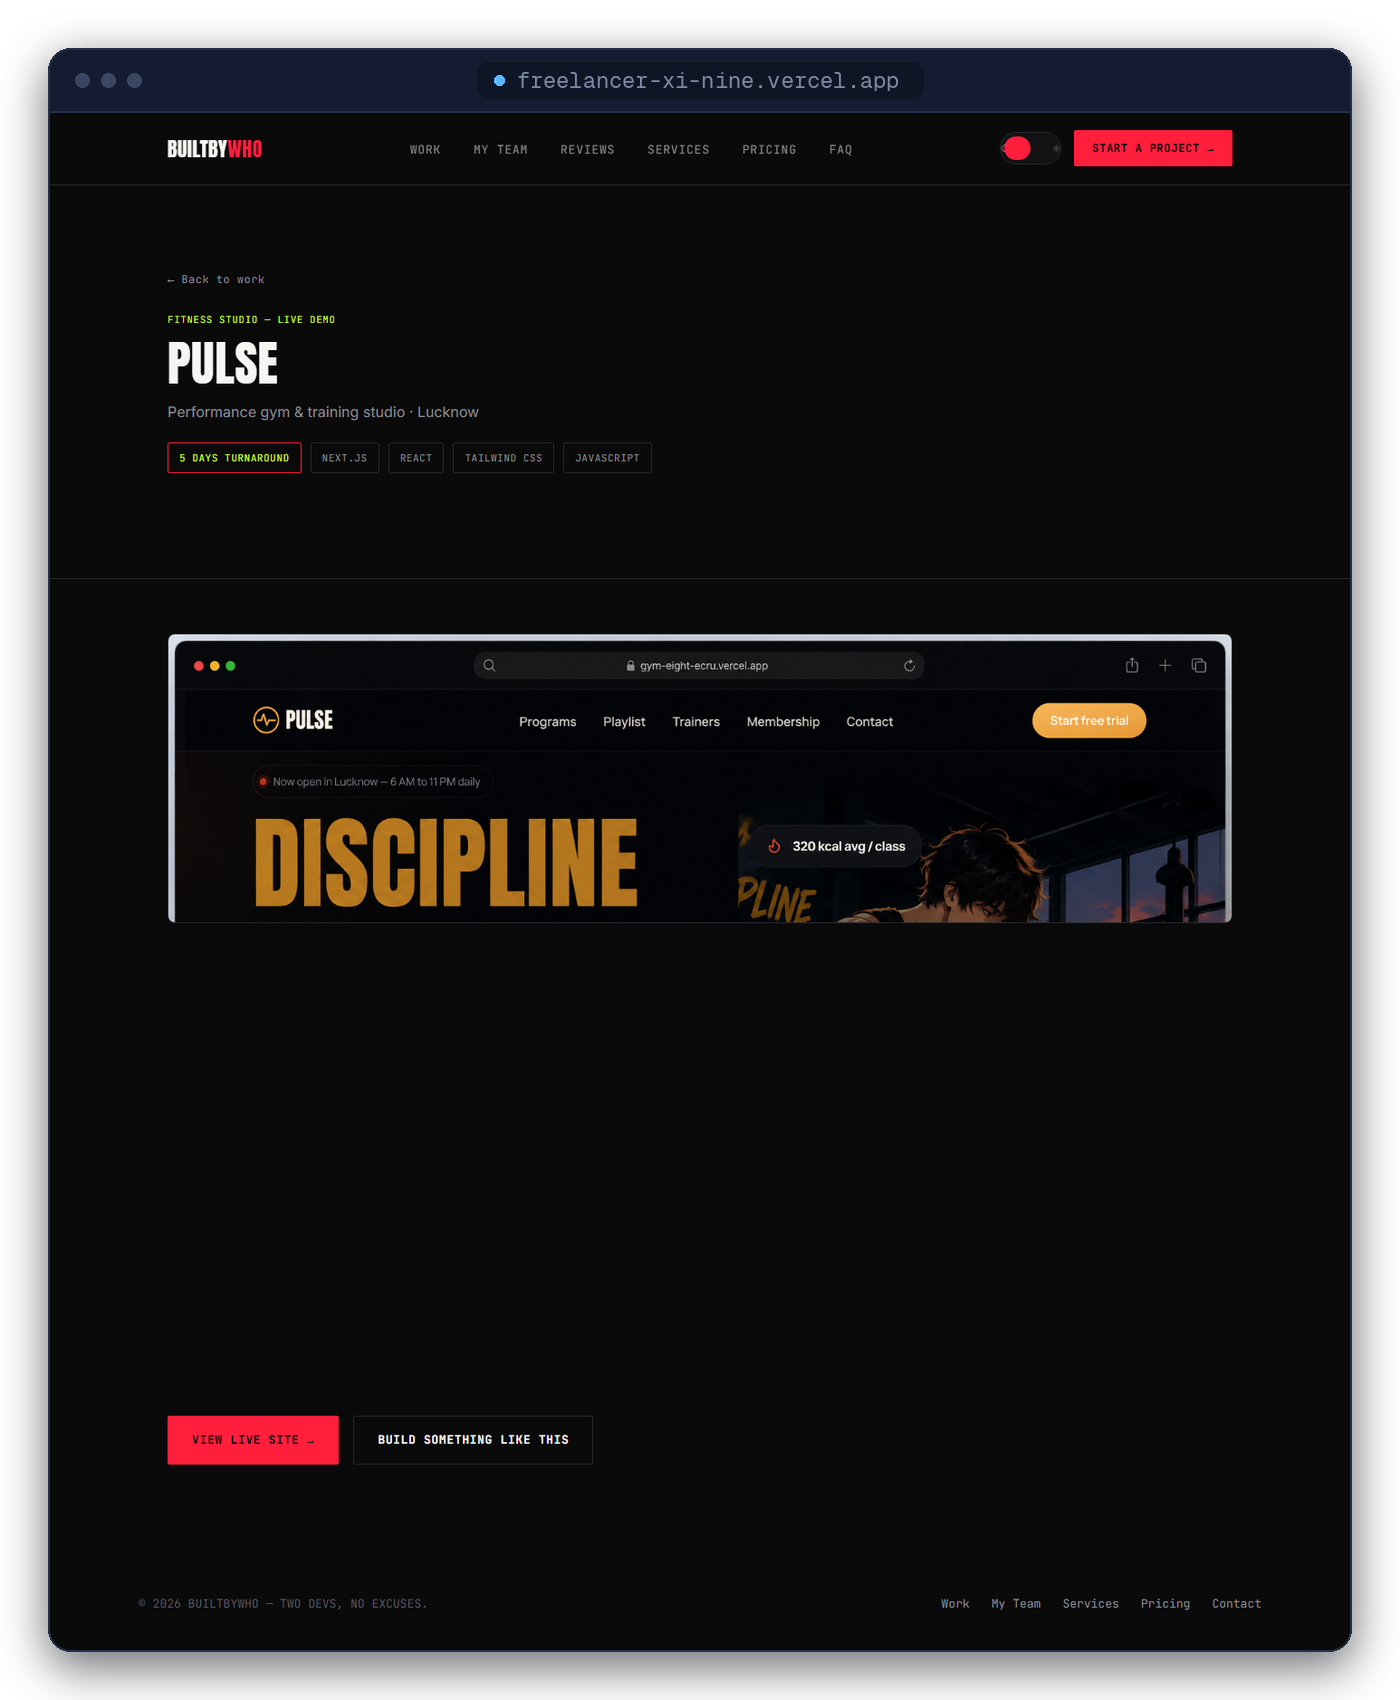 freelancer-xi-nine.vercel.app
BUILTBYWHO
WORK MY TEAM REVIEWS SERVICES PRICING FAQ
START A PROJECT →
← Back to work
FITNESS STUDIO — LIVE DEMO
PULSE
Performance gym & training studio · Lucknow
5 DAYS TURNAROUND NEXT.JS REACT TAILWIND CSS JAVASCRIPT
gym-eight-ecru.vercel.app
PULSE
Programs Playlist Trainers Membership Contact
Start free trial
Now open in Lucknow — 6 AM to 11 PM daily
DISCIPLINE
320 kcal avg / class
PLINE
VIEW LIVE SITE → BUILD SOMETHING LIKE THIS
© 2026 BUILTBYWHO — TWO DEVS, NO EXCUSES.
Work My Team Services Pricing Contact